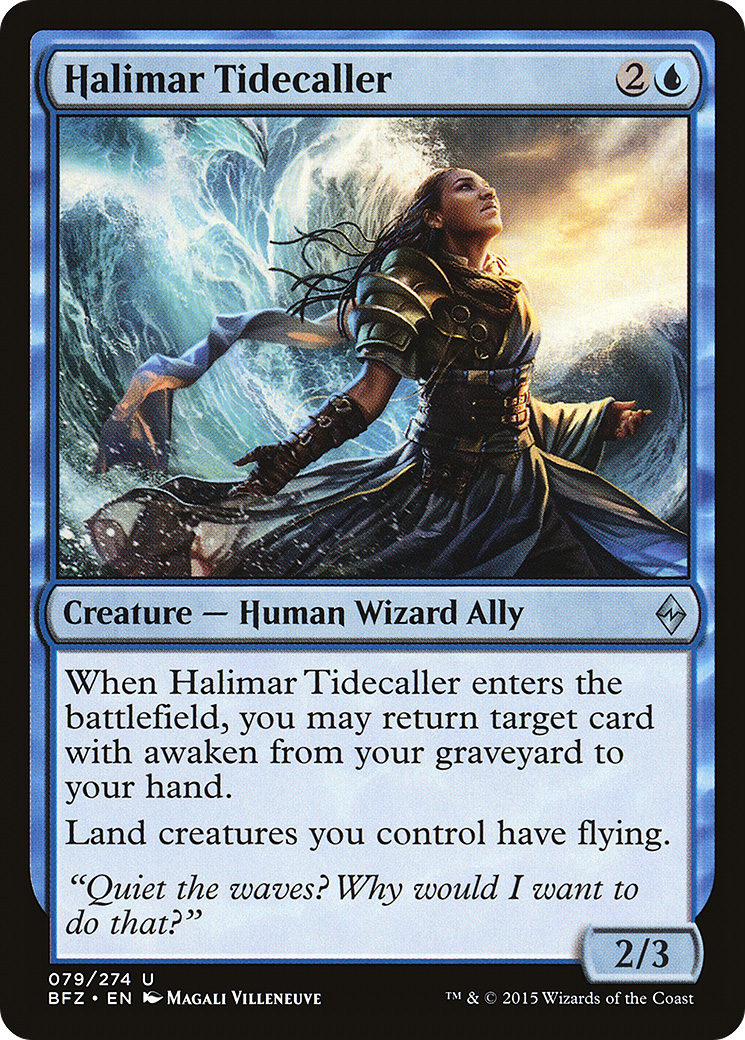 Halimar Tidecaller 2
Creature — Human Wizard Ally
When Halimar Tidecaller enters the
battlefield, you may return target card
with awaken from your graveyard to
your hand.
Land creatures you control have flying.
“Quiet the waves? Why would I want to
do that?”
2/3
079/274 U
BFZ • EN Magali Villeneuve
™ & © 2015 Wizards of the Coast